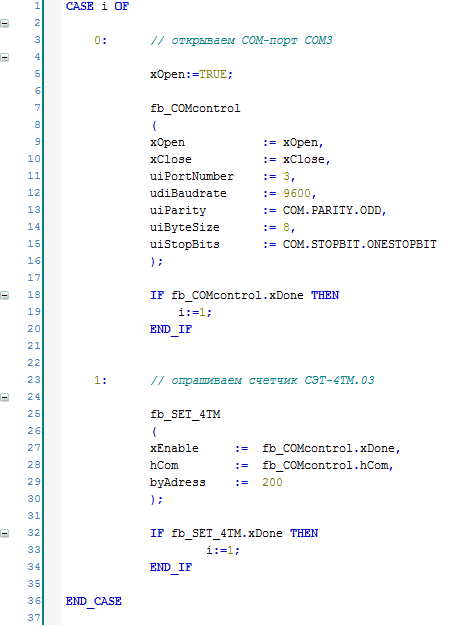 1 CASE i OF
2
3 0: // открываем COM-порт COM3
4
5 xOpen:=TRUE;
6
7 fb_COMcontrol
8 (
9 xOpen := xOpen,
10 xClose := xClose,
11 uiPortNumber := 3,
12 udiBaudrate := 9600,
13 uiParity := COM.PARITY.ODD,
14 uiByteSize := 8,
15 uiStopBits := COM.STOPBIT.ONESTOPBIT
16 );
17
18 IF fb_COMcontrol.xDone THEN
19 i:=1;
20 END_IF
21
22
23 1: // опрашиваем счетчик СЭТ-4ТМ.03
24
25 fb_SET_4TM
26 (
27 xEnable := fb_COMcontrol.xDone,
28 hCom := fb_COMcontrol.hCom,
29 byAdress := 200
30 );
31
32 IF fb_SET_4TM.xDone THEN
33 i:=1;
34 END_IF
35
36 END_CASE
37